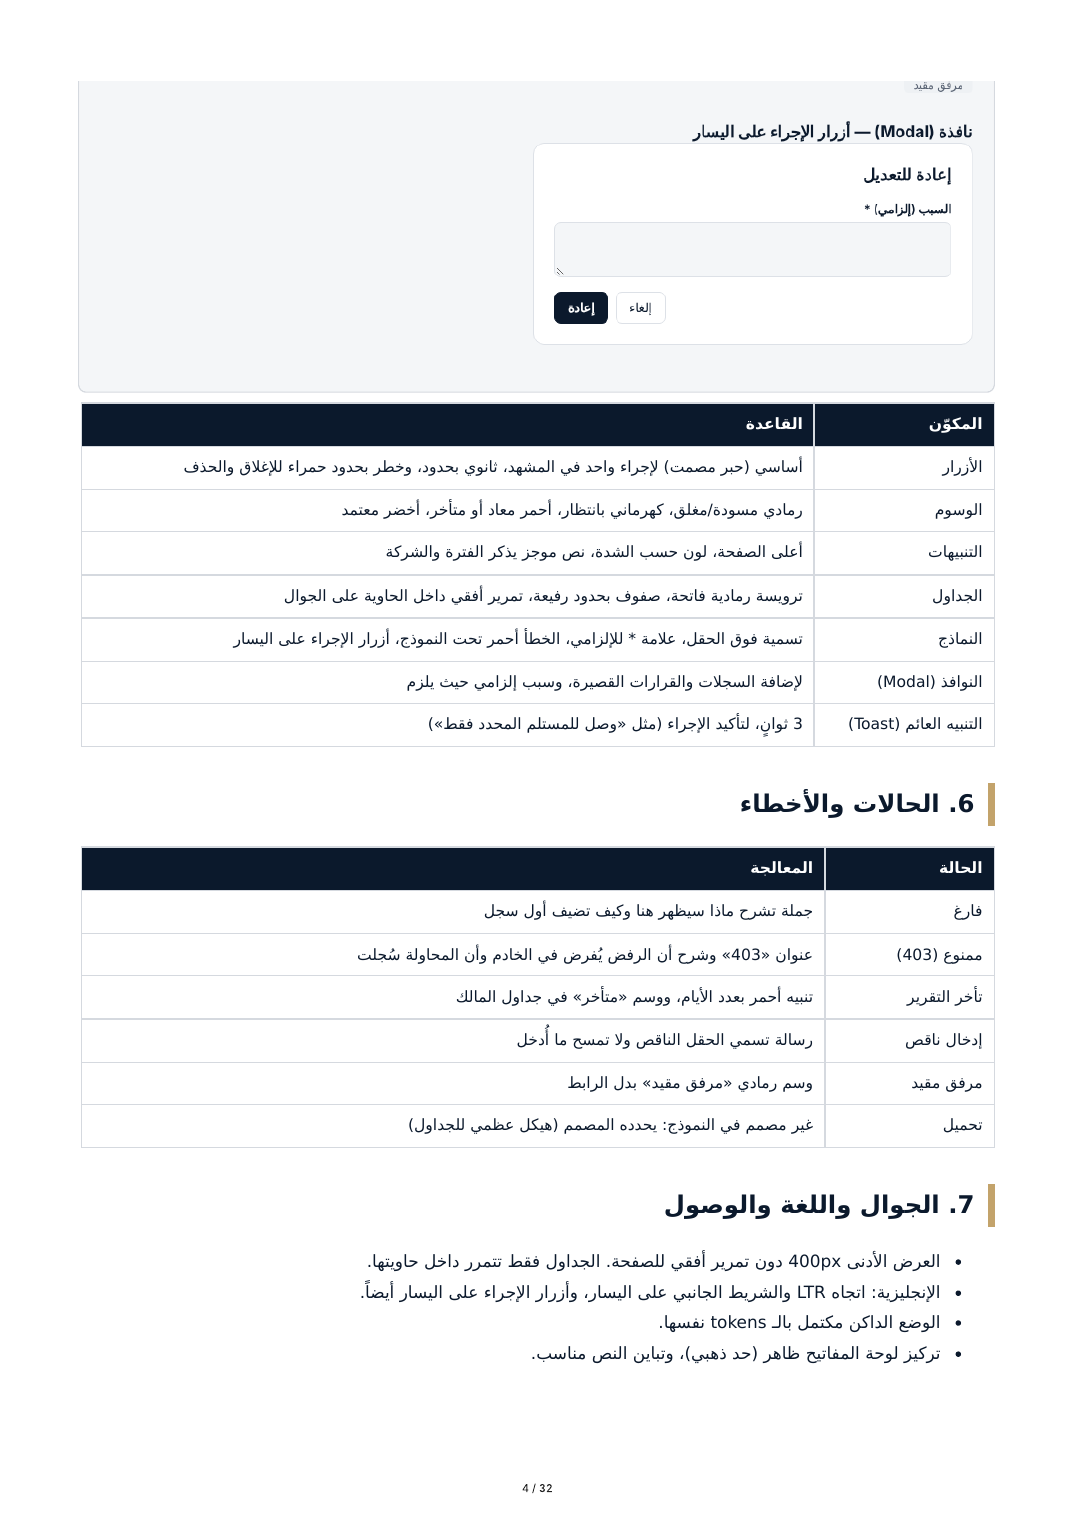 مرفق مقيد
نافذة (Modal) — أزرار الإجراء على اليسار
إعادة للتعديل
السبب (إلزامي) *
إلغاء إعادة
المكوّن القاعدة
الأزرار أساسي (حبر مصمت) لإجراء واحد في المشهد، ثانوي بحدود، وخطر بحدود حمراء للإغلاق والحذف
الوسوم رمادي مسودة/مغلق، كهرماني بانتظار، أحمر معاد أو متأخر، أخضر معتمد
التنبيهات أعلى الصفحة، لون حسب الشدة، نص موجز يذكر الفترة والشركة
الجداول ترويسة رمادية فاتحة، صفوف بحدود رفيعة، تمرير أفقي داخل الحاوية على الجوال
النماذج تسمية فوق الحقل، علامة * للإلزامي، الخطأ أحمر تحت النموذج، أزرار الإجراء على اليسار
النوافذ (Modal) لإضافة السجلات والقرارات القصيرة، وسبب إلزامي حيث يلزم
التنبيه العائم (Toast) 3 ثوانٍ، لتأكيد الإجراء (مثل «وصل للمستلم المحدد فقط»)
6. الحالات والأخطاء
الحالة المعالجة
فارغ جملة تشرح ماذا سيظهر هنا وكيف تضيف أول سجل
ممنوع (403) عنوان «403» وشرح أن الرفض يُفرض في الخادم وأن المحاولة سُجلت
تأخر التقرير تنبيه أحمر بعدد الأيام، ووسم «متأخر» في جداول المالك
إدخال ناقص رسالة تسمي الحقل الناقص ولا تمسح ما أُدخل
مرفق مقيد وسم رمادي «مرفق مقيد» بدل الرابط
تحميل غير مصمم في النموذج: يحدده المصمم (هيكل عظمي للجداول)
7. الجوال واللغة والوصول
• العرض الأدنى 400px دون تمرير أفقي للصفحة. الجداول فقط تتمرر داخل حاويتها.
• الإنجليزية: اتجاه LTR والشريط الجانبي على اليسار، وأزرار الإجراء على اليسار أيضاً.
• الوضع الداكن مكتمل بالـ tokens نفسها.
• تركيز لوحة المفاتيح ظاهر (حد ذهبي)، وتباين النص مناسب.
4 / 32